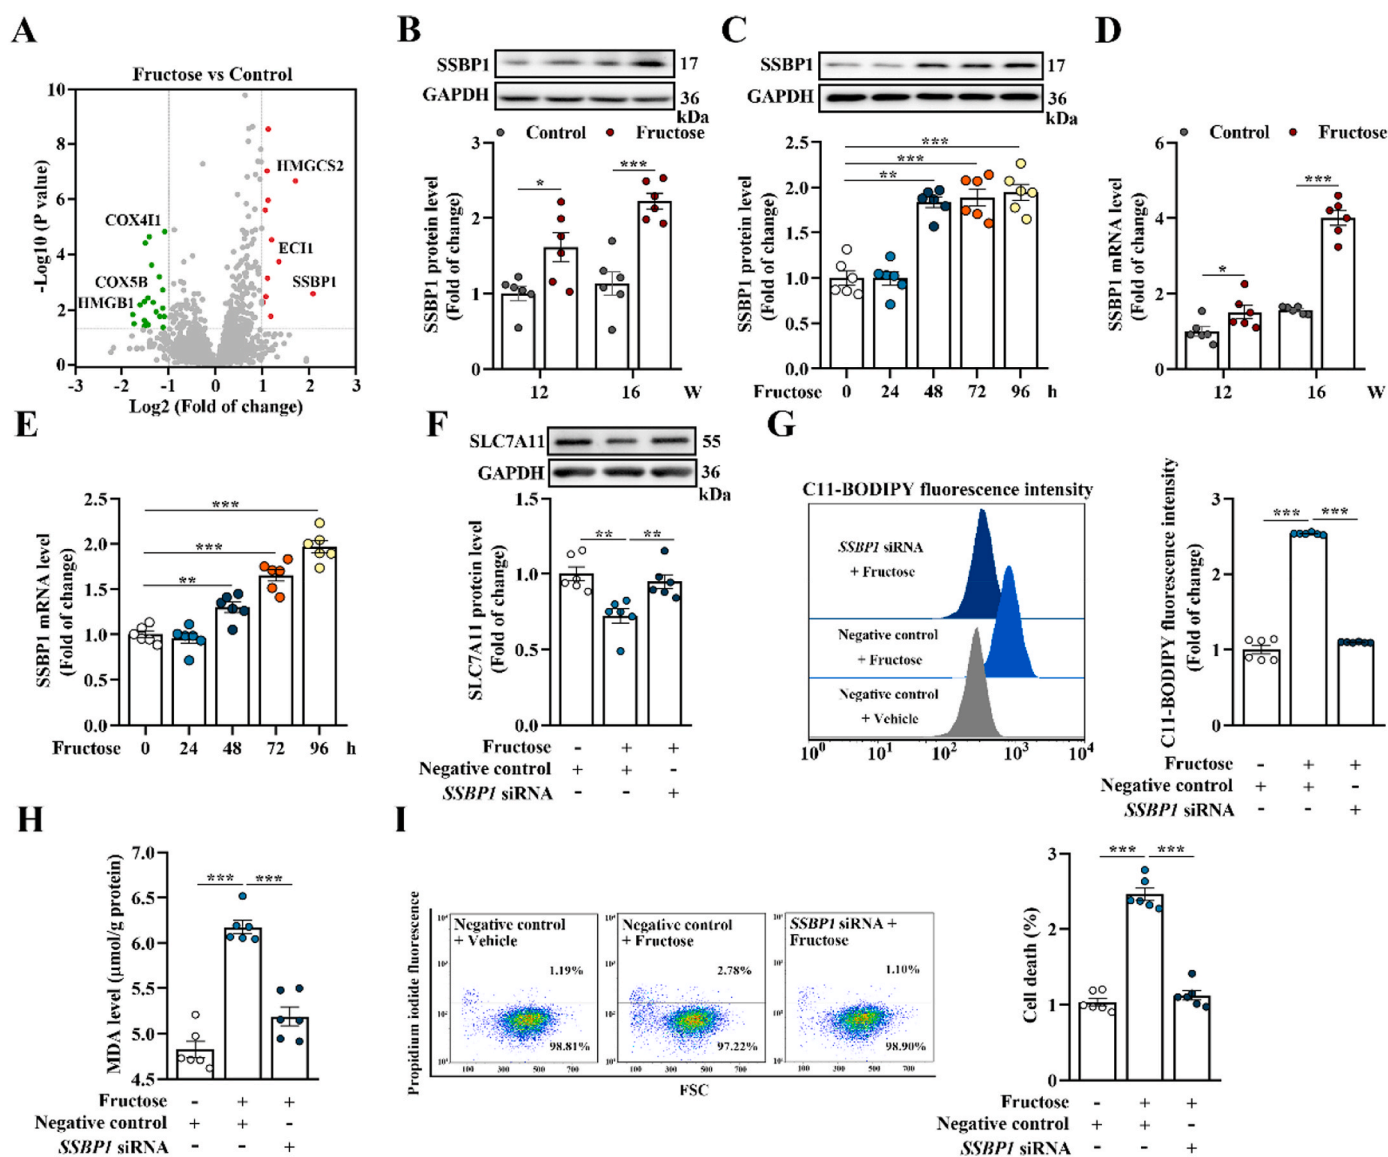 A
Fructose vs Control
-Log10 (P value)
10
8
6
4
2
0
HMGCS2
COX4I1
ECI1
COX5B
SSBP1
HMGB1
-3 -2 -1 0 1 2 3
Log2 (Fold of change)
B
SSBP1 17
GAPDH 36
kDa
Control Fructose
SSBP1 protein level
(Fold of change)
3
2
1
0
* ***
12 16 W
C
SSBP1 17
GAPDH 36
kDa
SSBP1 protein level
(Fold of change)
2.5
2.0
1.5
1.0
0.5
0.0
***
***
**
Fructose 0 24 48 72 96 h
D
Control Fructose
SSBP1 mRNA level
(Fold of change)
6
4
2
0
* ***
12 16 W
E
SSBP1 mRNA level
(Fold of change)
2.5
2.0
1.5
1.0
0.5
0.0
***
***
**
Fructose 0 24 48 72 96 h
F
SLC7A11 55
GAPDH 36
kDa
SLC7A11 protein level
(Fold of change)
1.5
1.0
0.5
0.0
** **
Fructose - + +
Negative control + + -
SSBP1 siRNA - - +
G
C11-BODIPY fluorescence intensity
SSBP1 siRNA
+ Fructose
Negative control
+ Fructose
Negative control
+ Vehicle
10⁰ 10¹ 10² 10³ 10⁴
C11-BODIPY fluorescence intensity
(Fold of change)
3
2
1
0
*** ***
Fructose - + +
Negative control + + -
SSBP1 siRNA - - +
H
MDA level (μmol/g protein)
7.0
6.5
6.0
5.5
5.0
4.5
*** ***
Fructose - + +
Negative control + + -
SSBP1 siRNA - - +
I
Propidium iodide fluorescence
Negative control
+ Vehicle
1.19%
98.81%
100 300 500 700
Negative control
+ Fructose
2.78%
97.22%
100 300 500 700
SSBP1 siRNA +
Fructose
1.10%
98.90%
100 300 500 700
FSC
Cell death (%)
3
2
1
0
*** ***
Fructose - + +
Negative control + + -
SSBP1 siRNA - - +